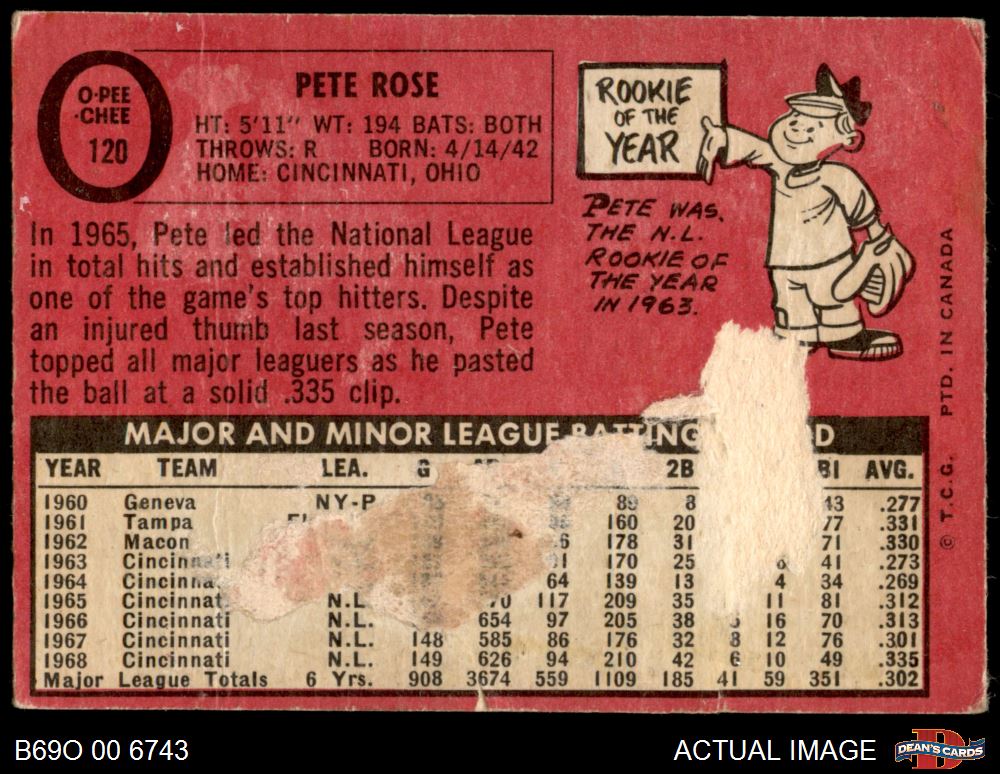 O-PEE
-CHEE
120
PETE ROSE
HT: 5'11" WT: 194 BATS: BOTH
THROWS: R BORN: 4/14/42
HOME: CINCINNATI, OHIO
ROOKIE
OF THE
YEAR
PETE WAS,
THE N.L.
ROOKIE OF
THE YEAR
IN 1963.
In 1965, Pete led the National League
in total hits and established himself as
one of the game's top hitters. Despite
an injured thumb last season, Pete
topped all major leaguers as he pasted
the ball at a solid .335 clip.
MAJOR AND MINOR LEAGUE BATTING
YEAR TEAM LEA. G 2B BI AVG.
1960 Geneva NY-P 89 8 43 .277
1961 Tampa 160 20 77 .331
1962 Macon 178 31 71 .330
1963 Cincinnati 170 25 41 .273
1964 Cincinnati 64 139 13 4 34 .269
1965 Cincinnati N.L. 117 209 35 11 81 .312
1966 Cincinnati N.L. 654 97 205 38 5 16 70 .313
1967 Cincinnati N.L. 148 585 86 176 32 8 12 76 .301
1968 Cincinnati N.L. 149 626 94 210 42 6 10 49 .335
Major League Totals 6 Yrs. 908 3674 559 1109 185 41 59 351 .302
© T.C.G. PTD. IN CANADA
B69O 00 6743
ACTUAL IMAGE
DEAN'S CARDS